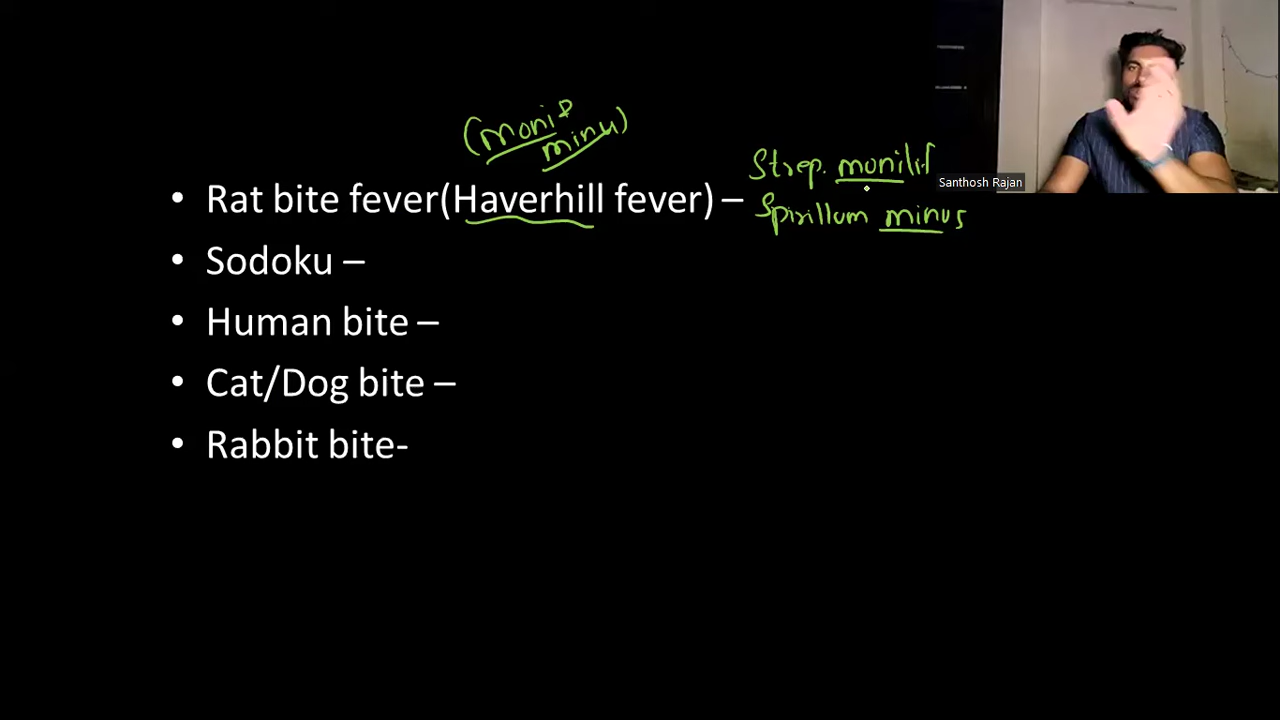 (moni &
minu)
Strep. monilif
• Rat bite fever(Haverhill fever) –
Spirillum minus
Santhosh Rajan
• Sodoku –
• Human bite –
• Cat/Dog bite –
• Rabbit bite-